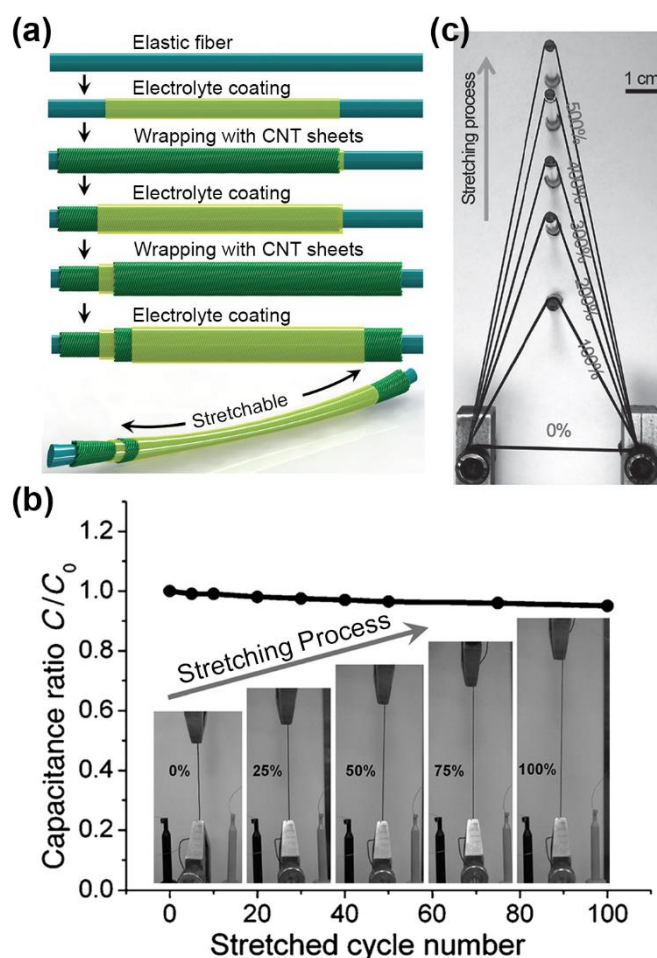 (a)
Elastic fiber
Electrolyte coating
Wrapping with CNT sheets
Electrolyte coating
Wrapping with CNT sheets
Electrolyte coating
Stretchable
(c)
Stretching process
1 cm
500%
400%
300%
200%
100%
0%
(b)
Capacitance ratio C/C0
1.2
1.0
0.8
0.6
0.4
0.2
0.0
Stretching Process
0%
25%
50%
75%
100%
0
20
40
60
80
100
Stretched cycle number